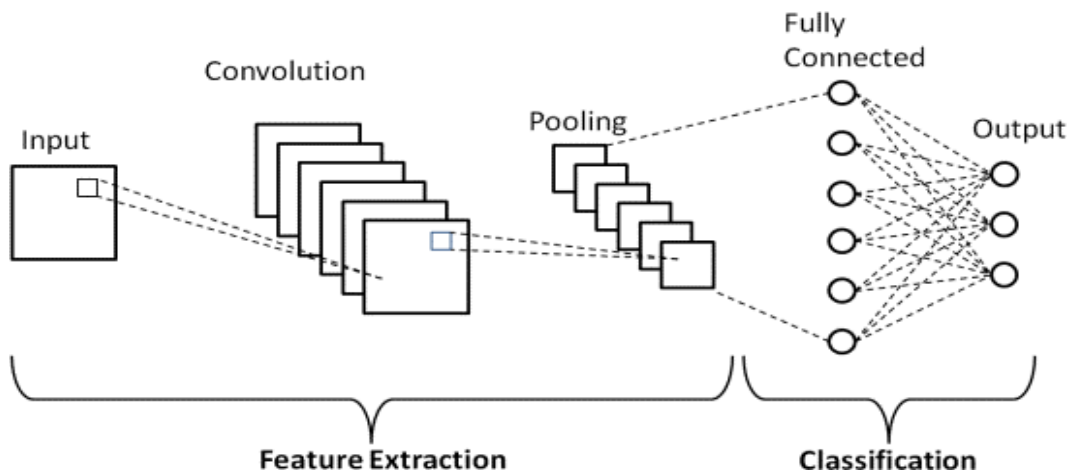 Input
Convolution
Pooling
Fully
Connected
Output
Feature Extraction
Classification